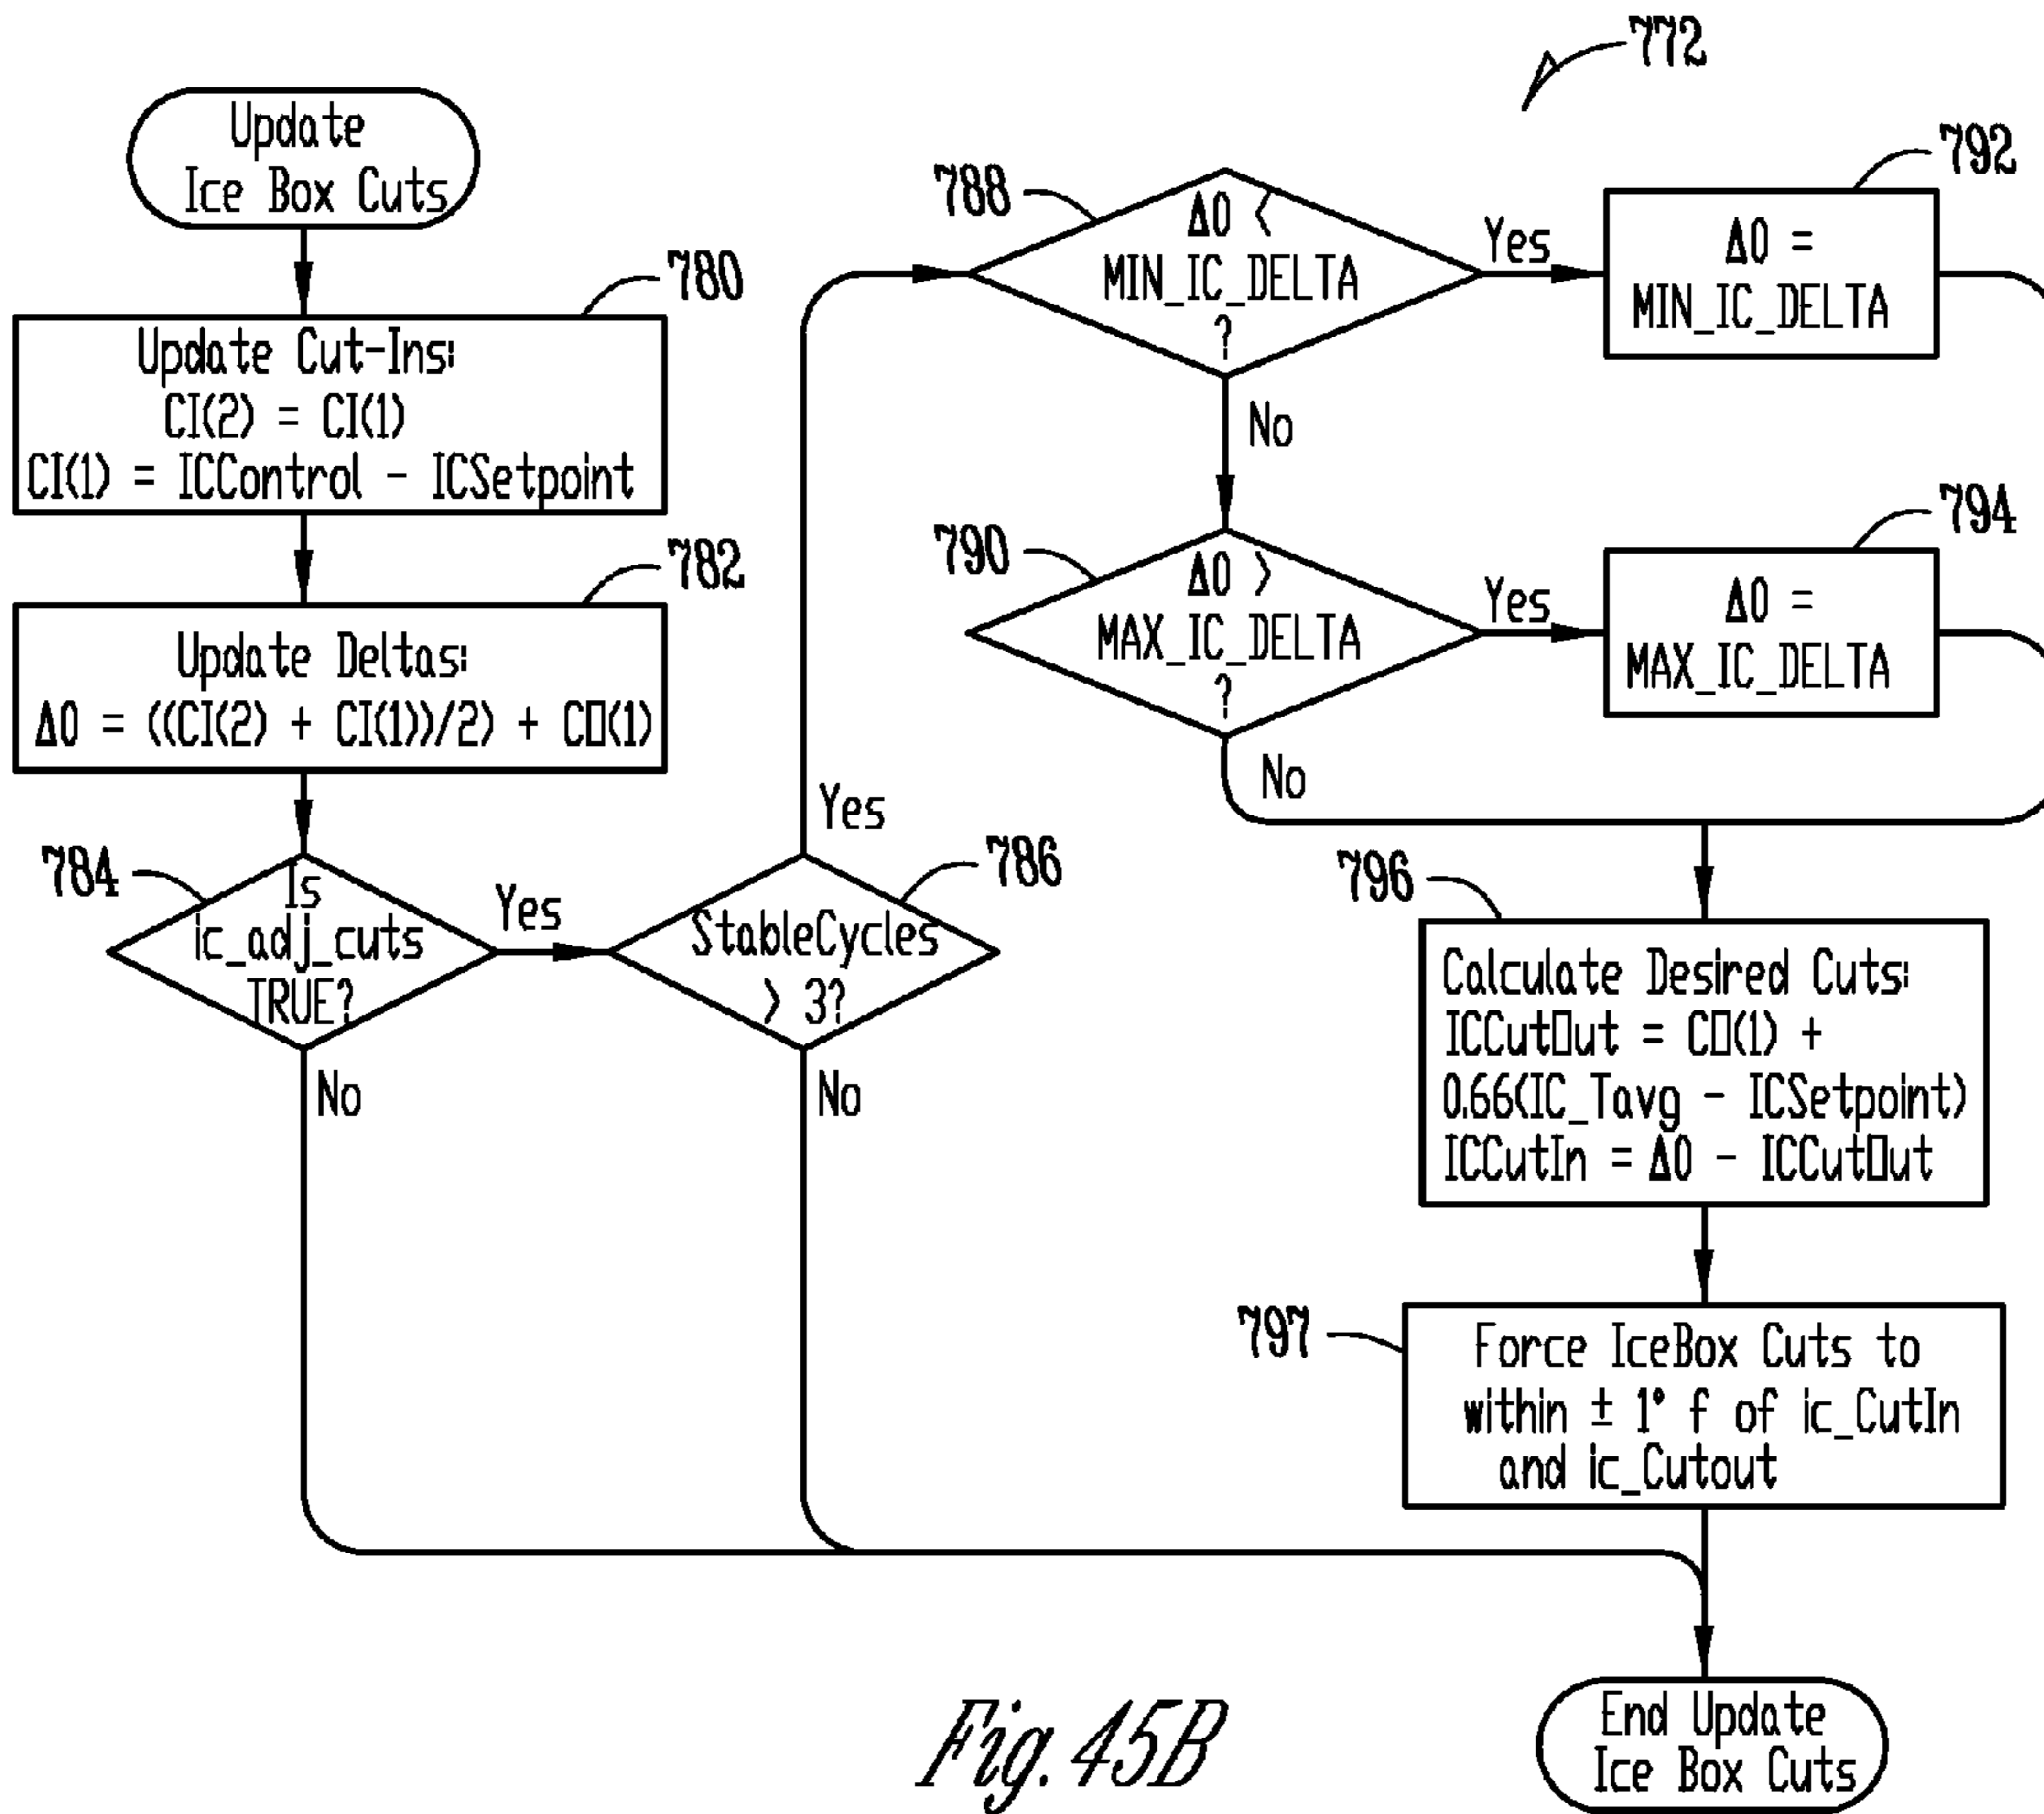 772
Update
Ice Box Cuts
780
Update Cut-Ins:
CI(2) = CI(1)
CI(1) = ICControl - ICSetpoint
782
Update Deltas:
Δ0 = ((CI(2) + CI(1))/2) + CO(1)
784
Is
ic_adj_cuts
TRUE?
Yes
No
786
StableCycles
> 3?
Yes
No
788
Δ0 <
MIN_IC_DELTA
?
Yes
No
792
Δ0 =
MIN_IC_DELTA
790
Δ0 >
MAX_IC_DELTA
?
Yes
No
794
Δ0 =
MAX_IC_DELTA
796
Calculate Desired Cuts:
ICCutOut = CO(1) +
0.66(IC_Tavg - ICSetpoint)
ICCutIn = Δ0 - ICCutOut
797
Force IceBox Cuts to
within ± 1° f of ic_CutIn
and ic_Cutout
End Update
Ice Box Cuts
Fig. 45B